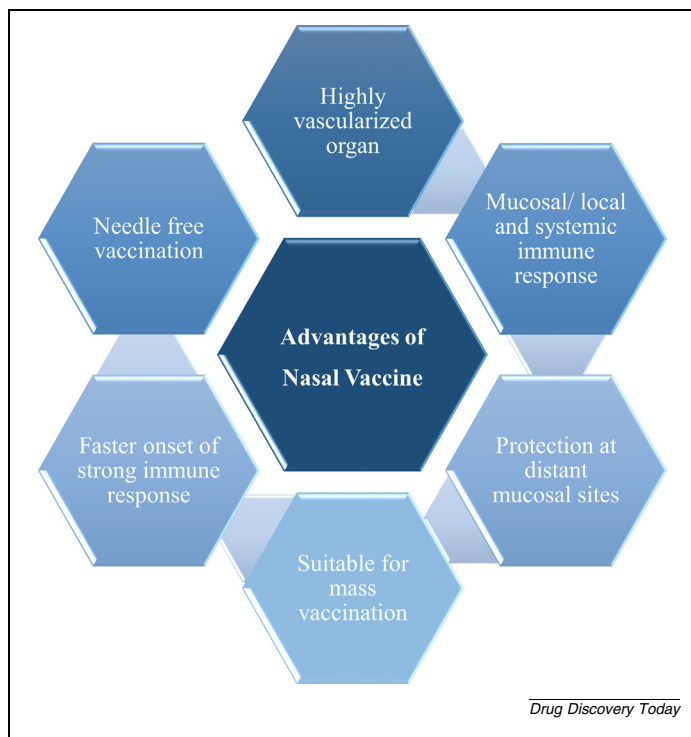 Highly
vascularized
organ
Needle free
vaccination
Mucosal/ local
and systemic
immune
response
Advantages of
Nasal Vaccine
Faster onset of
strong immune
response
Protection at
distant
mucosal sites
Suitable for
mass
vaccination
Drug Discovery Today